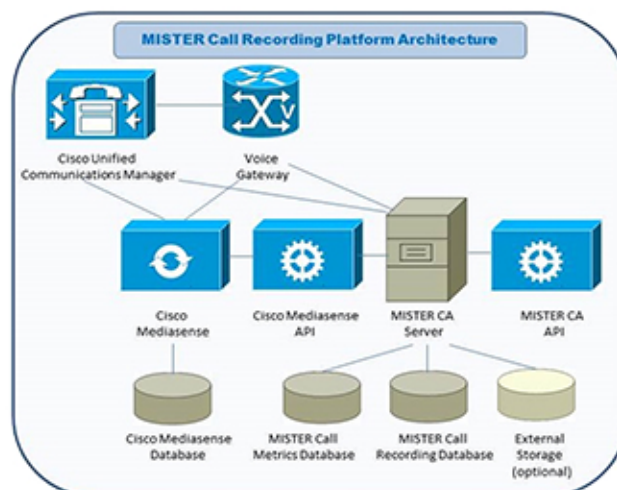 MISTER Call Recording Platform Architecture
Cisco Unified
Communications Manager
Voice
Gateway
V
Cisco
Mediasense
Cisco Mediasense
API
MISTER CA
Server
MISTER CA
API
Cisco Mediasense
Database
MISTER Call
Metrics Database
MISTER Call
Recording Database
External
Storage
(optional)